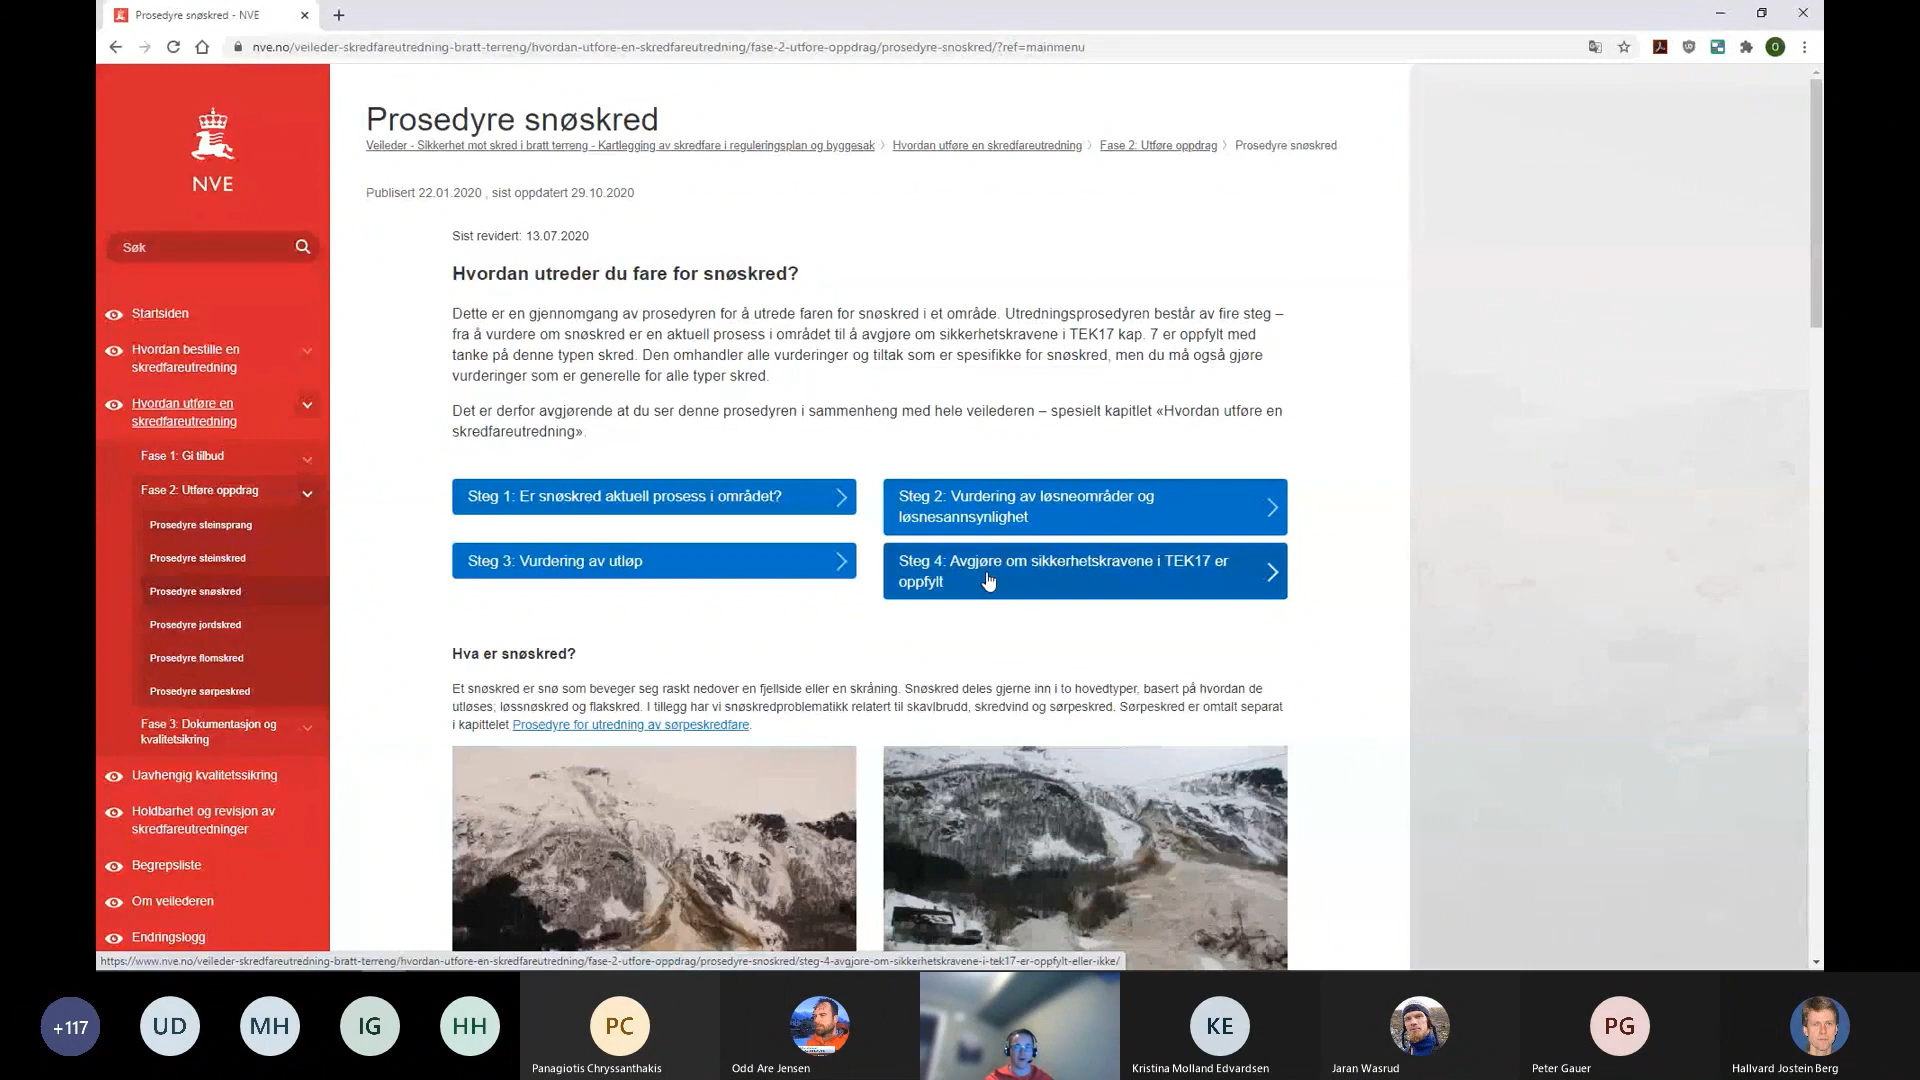 Prosedyre snøskred - NVE
nve.no/veileder-skredfareutredning-bratt-terreng/hvordan-utfore-en-skredfareutredning/fase-2-utfore-oppdrag/prosedyre-snoskred/?ref=mainmenu
O
NVE
Søk
Startsiden
Hvordan bestille en
skredfareutredning
Hvordan utføre en
skredfareutredning
Fase 1: Gi tilbud
Fase 2: Utføre oppdrag
Prosedyre steinsprang
Prosedyre steinskred
Prosedyre snøskred
Prosedyre jordskred
Prosedyre flomskred
Prosedyre sørpeskred
Fase 3: Dokumentasjon og
kvalitetsikring
Uavhengig kvalitetssikring
Holdbarhet og revisjon av
skredfareutredninger
Begrepsliste
Om veilederen
Endringslogg
Prosedyre snøskred
Veileder - Sikkerhet mot skred i bratt terreng - Kartlegging av skredfare i reguleringsplan og byggesak > Hvordan utføre en skredfareutredning > Fase 2: Utføre oppdrag > Prosedyre snøskred
Publisert 22.01.2020 , sist oppdatert 29.10.2020
Sist revidert: 13.07.2020
Hvordan utreder du fare for snøskred?
Dette er en gjennomgang av prosedyren for å utrede faren for snøskred i et område. Utredningsprosedyren består av fire steg –
fra å vurdere om snøskred er en aktuell prosess i området til å avgjøre om sikkerhetskravene i TEK17 kap. 7 er oppfylt med
tanke på denne typen skred. Den omhandler alle vurderinger og tiltak som er spesifikke for snøskred, men du må også gjøre
vurderinger som er generelle for alle typer skred.
Det er derfor avgjørende at du ser denne prosedyren i sammenheng med hele veilederen – spesielt kapitlet «Hvordan utføre en
skredfareutredning».
Steg 1: Er snøskred aktuell prosess i området?
Steg 2: Vurdering av løsneområder og
løsnesannsynlighet
Steg 3: Vurdering av utløp
Steg 4: Avgjøre om sikkerhetskravene i TEK17 er
oppfylt
Hva er snøskred?
Et snøskred er snø som beveger seg raskt nedover en fjellside eller en skråning. Snøskred deles gjerne inn i to hovedtyper, basert på hvordan de
utløses; løssnøskred og flakskred. I tillegg har vi snøskredproblematikk relatert til skavlbrudd, skredvind og sørpeskred. Sørpeskred er omtalt separat
i kapittelet Prosedyre for utredning av sørpeskredfare.
https://www.nve.no/veileder-skredfareutredning-bratt-terreng/hvordan-utfore-en-skredfareutredning/fase-2-utfore-oppdrag/prosedyre-snoskred/steg-4-avgjore-om-sikkerhetskravene-i-tek17-er-oppfylt-eller-ikke/
+117
UD
MH
IG
HH
PC
KE
PG
Panagiotis Chryssanthakis
Odd Are Jensen
Kristina Molland Edvardsen
Jaran Wasrud
Peter Gauer
Hallvard Jostein Berg